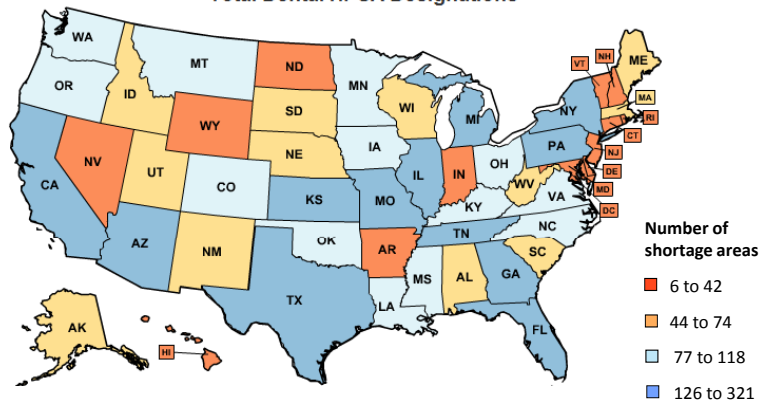 WA
MT
ND
MN
OR
ID
SD
WI
MI
NY
VT
NH
ME
MA
RI
CT
NJ
DE
MD
DC
WY
NE
IA
IL
IN
OH
PA
NV
UT
CO
KS
MO
KY
WV
VA
CA
AZ
NM
OK
AR
TN
NC
SC
TX
LA
MS
AL
GA
FL
AK
HI
Number of
shortage areas
6 to 42
44 to 74
77 to 118
126 to 321